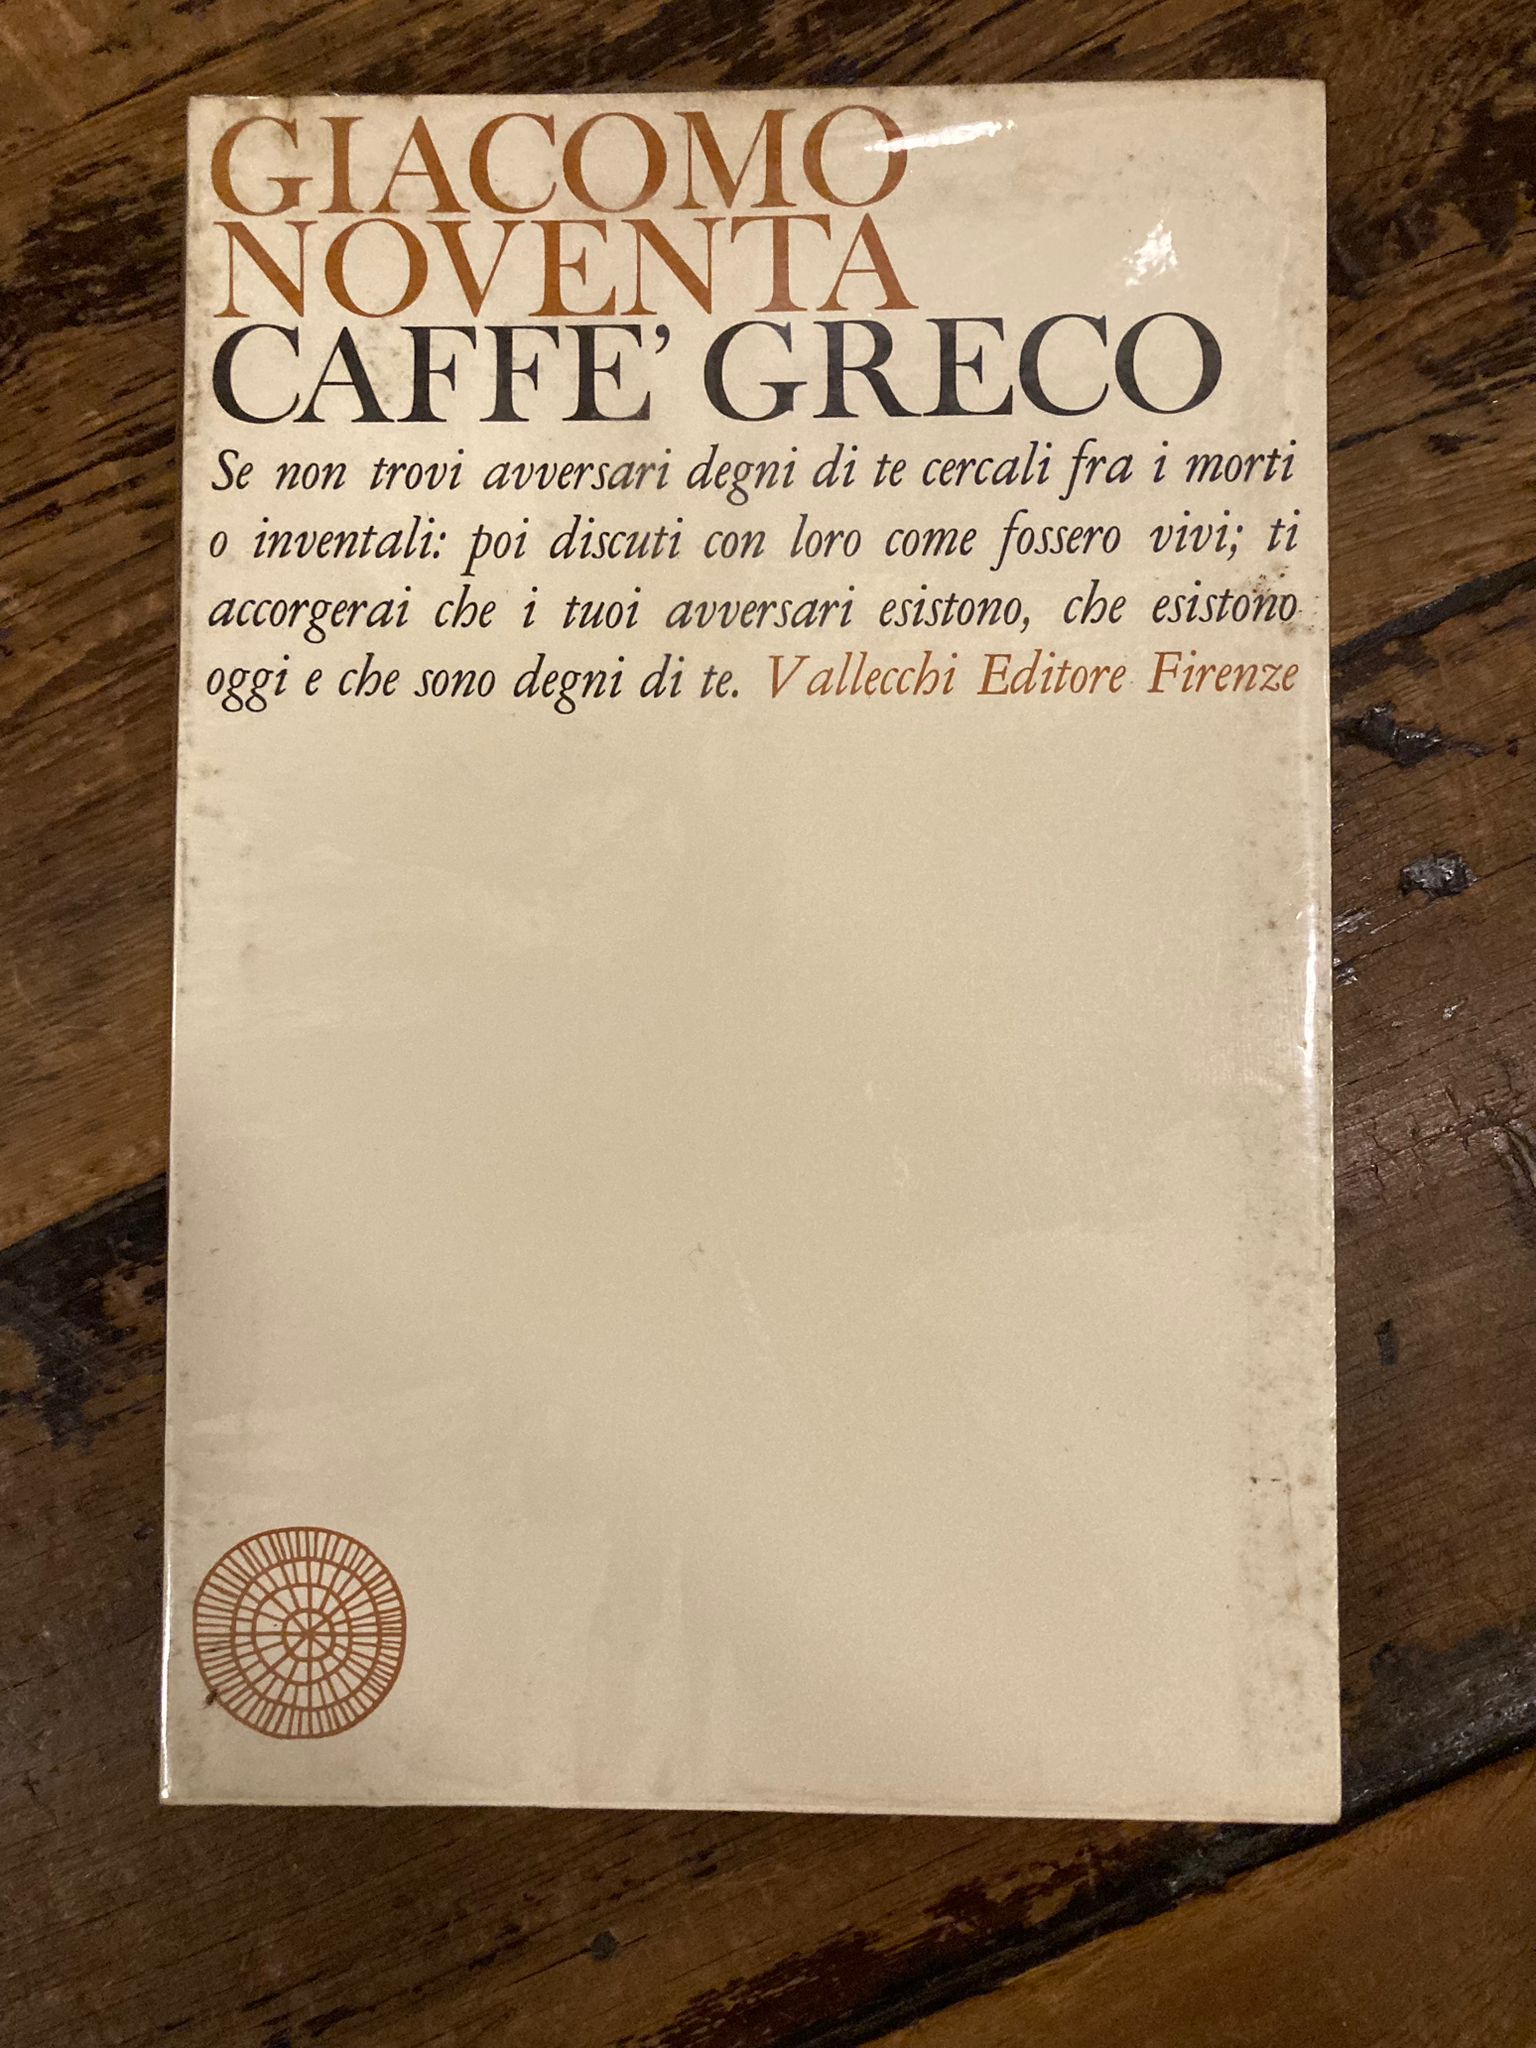 GIACOMO
NOVENTA
CAFFE' GRECO
Se non trovi avversari degni di te cercali fra i morti
o inventali: poi discuti con loro come fossero vivi; ti
accorgerai che i tuoi avversari esistono, che esistono
oggi e che sono degni di te. Vallecchi Editore Firenze